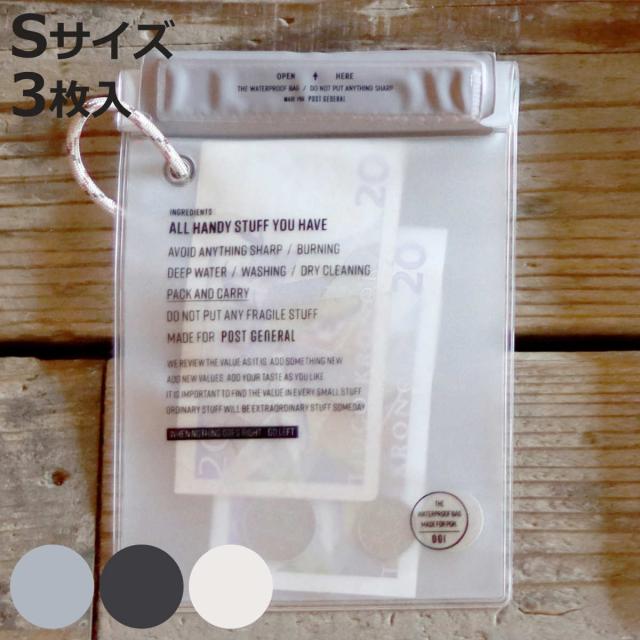 Sサイズ
3枚入
OPEN HERE
THE WATERPROOF BAG / DO NOT PUT ANYTHING SHARP
MADE FOR POST GENERAL
INGREDIENTS
ALL HANDY STUFF YOU HAVE
AVOID ANYTHING SHARP / BURNING
DEEP WATER / WASHING / DRY CLEANING
PACK AND CARRY
DO NOT PUT ANY FRAGILE STUFF
MADE FOR POST GENERAL
WE REVIEW THE VALUE AS IT IS ADD SOMETHING NEW
ADD NEW VALUES ADD YOUR TASTE AS YOU LIKE
IT IS IMPORTANT TO FIND THE VALUE IN EVERY SMALL STUFF
ORDINARY STUFF WILL BE EXTRAORDINARY STUFF SOMEDAY
20
20
THE
WATERPROOF BAG
MADE FOR PGR.
001